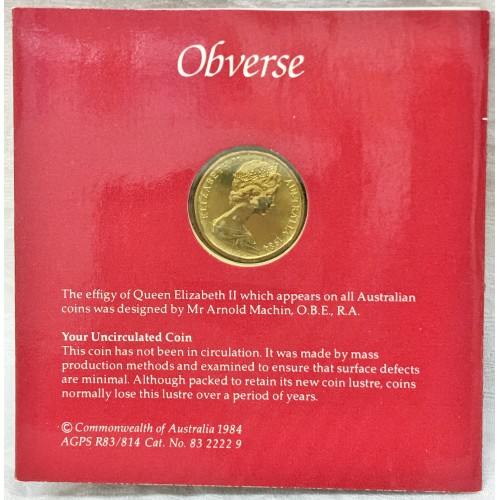 Obverse
ELIZABETH II AUSTRALIA 1984
The effigy of Queen Elizabeth II which appears on all Australian
coins was designed by Mr Arnold Machin, O.B.E., R.A.
Your Uncirculated Coin
This coin has not been in circulation. It was made by mass
production methods and examined to ensure that surface defects
are minimal. Although packed to retain its new coin lustre, coins
normally lose this lustre over a period of years.
© Commonwealth of Australia 1984
AGPS R83/814 Cat. No. 83 2222 9